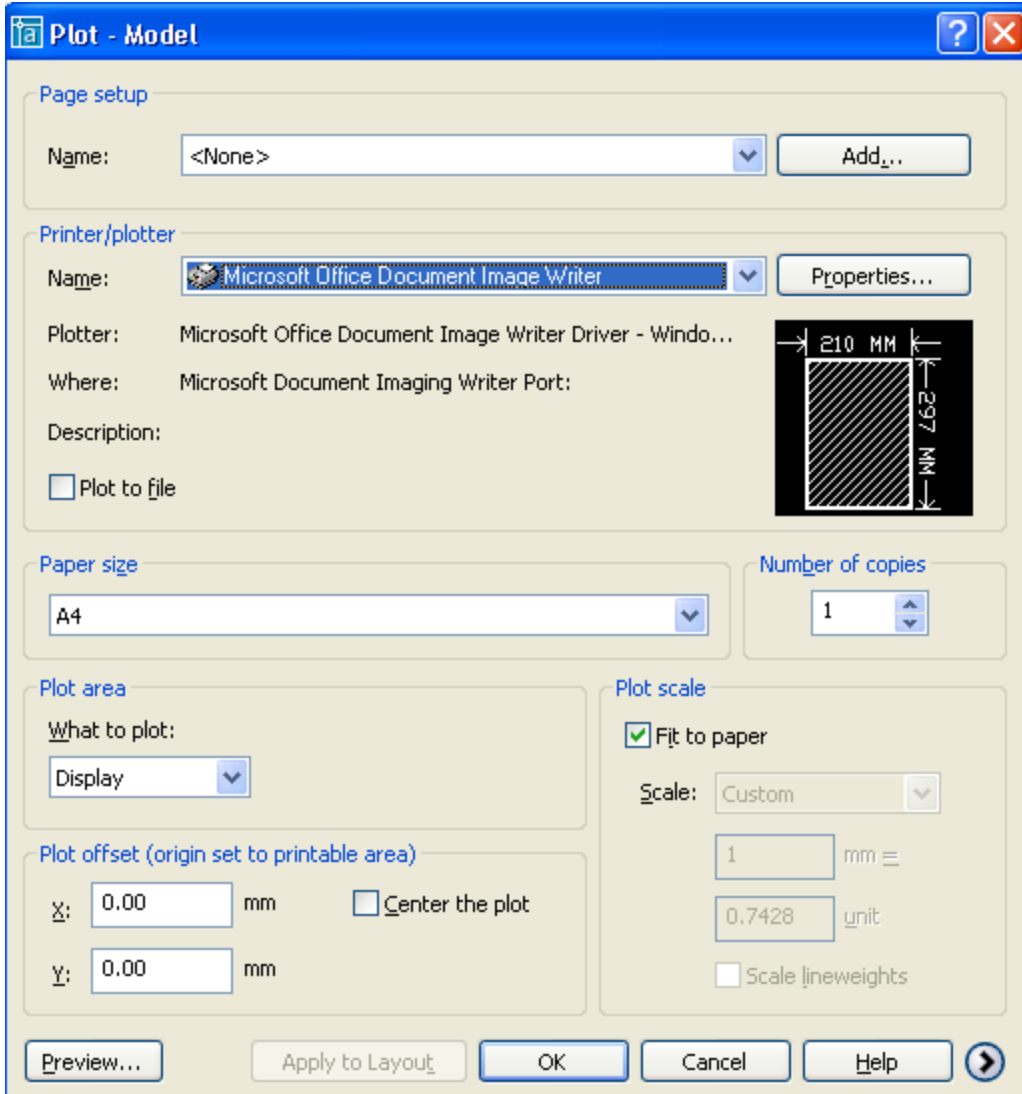 Plot - Model
Page setup
Name: <None> Add...
Printer/plotter
Name: Microsoft Office Document Image Writer Properties...
Plotter: Microsoft Office Document Image Writer Driver - Windo...
Where: Microsoft Document Imaging Writer Port:
Description:
Plot to file
210 MM
297 MM
Paper size
A4
Number of copies
1
Plot area
What to plot:
Display
Plot scale
Fit to paper
Scale: Custom
1 mm =
0.7428 unit
Scale lineweights
Plot offset (origin set to printable area)
X: 0.00 mm Center the plot
Y: 0.00 mm
Preview... Apply to Layout OK Cancel Help